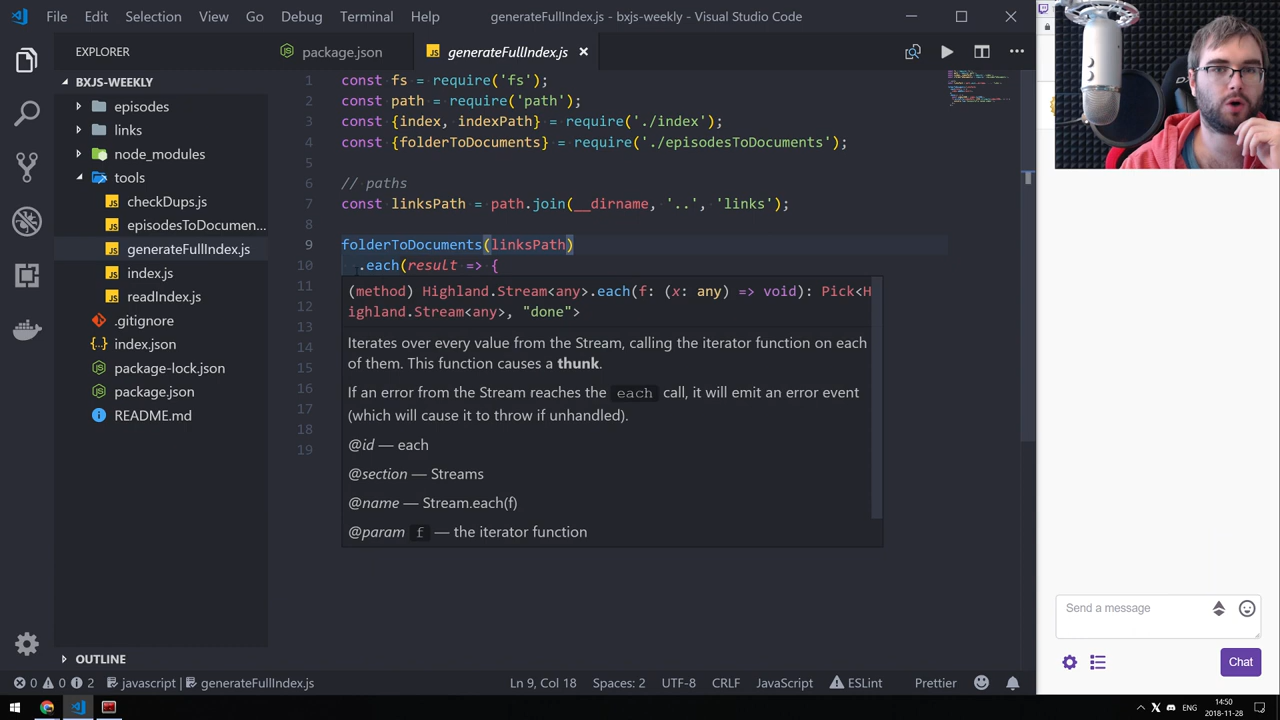 File Edit Selection View Go Debug Terminal Help generateFullIndex.js - bxjs-weekly - Visual Studio Code
EXPLORER
BXJS-WEEKLY
episodes
links
node_modules
tools
checkDups.js
episodesToDocumen...
generateFullIndex.js
index.js
readIndex.js
.gitignore
index.json
package-lock.json
package.json
README.md
OUTLINE
package.json generateFullIndex.js
1 const fs = require('fs');
2 const path = require('path');
3 const {index, indexPath} = require('./index');
4 const {folderToDocuments} = require('./episodesToDocuments');
5
6 // paths
7 const linksPath = path.join(__dirname, '..', 'links');
8
9 folderToDocuments(linksPath)
10 .each(result => {
11
12
13
14
15
16
17
18
19
(method) Highland.Stream<any>.each(f: (x: any) => void): Pick<H
ighland.Stream<any>, "done">
Iterates over every value from the Stream, calling the iterator function on each
of them. This function causes a thunk.
If an error from the Stream reaches the each call, it will emit an error event
(which will cause it to throw if unhandled).
@id — each
@section — Streams
@name — Stream.each(f)
@param f — the iterator function
0 0 2 javascript | generateFullIndex.js Ln 9, Col 18 Spaces: 2 UTF-8 CRLF JavaScript ESLint Prettier
Send a message
Chat
ENG
14:50
2018-11-28